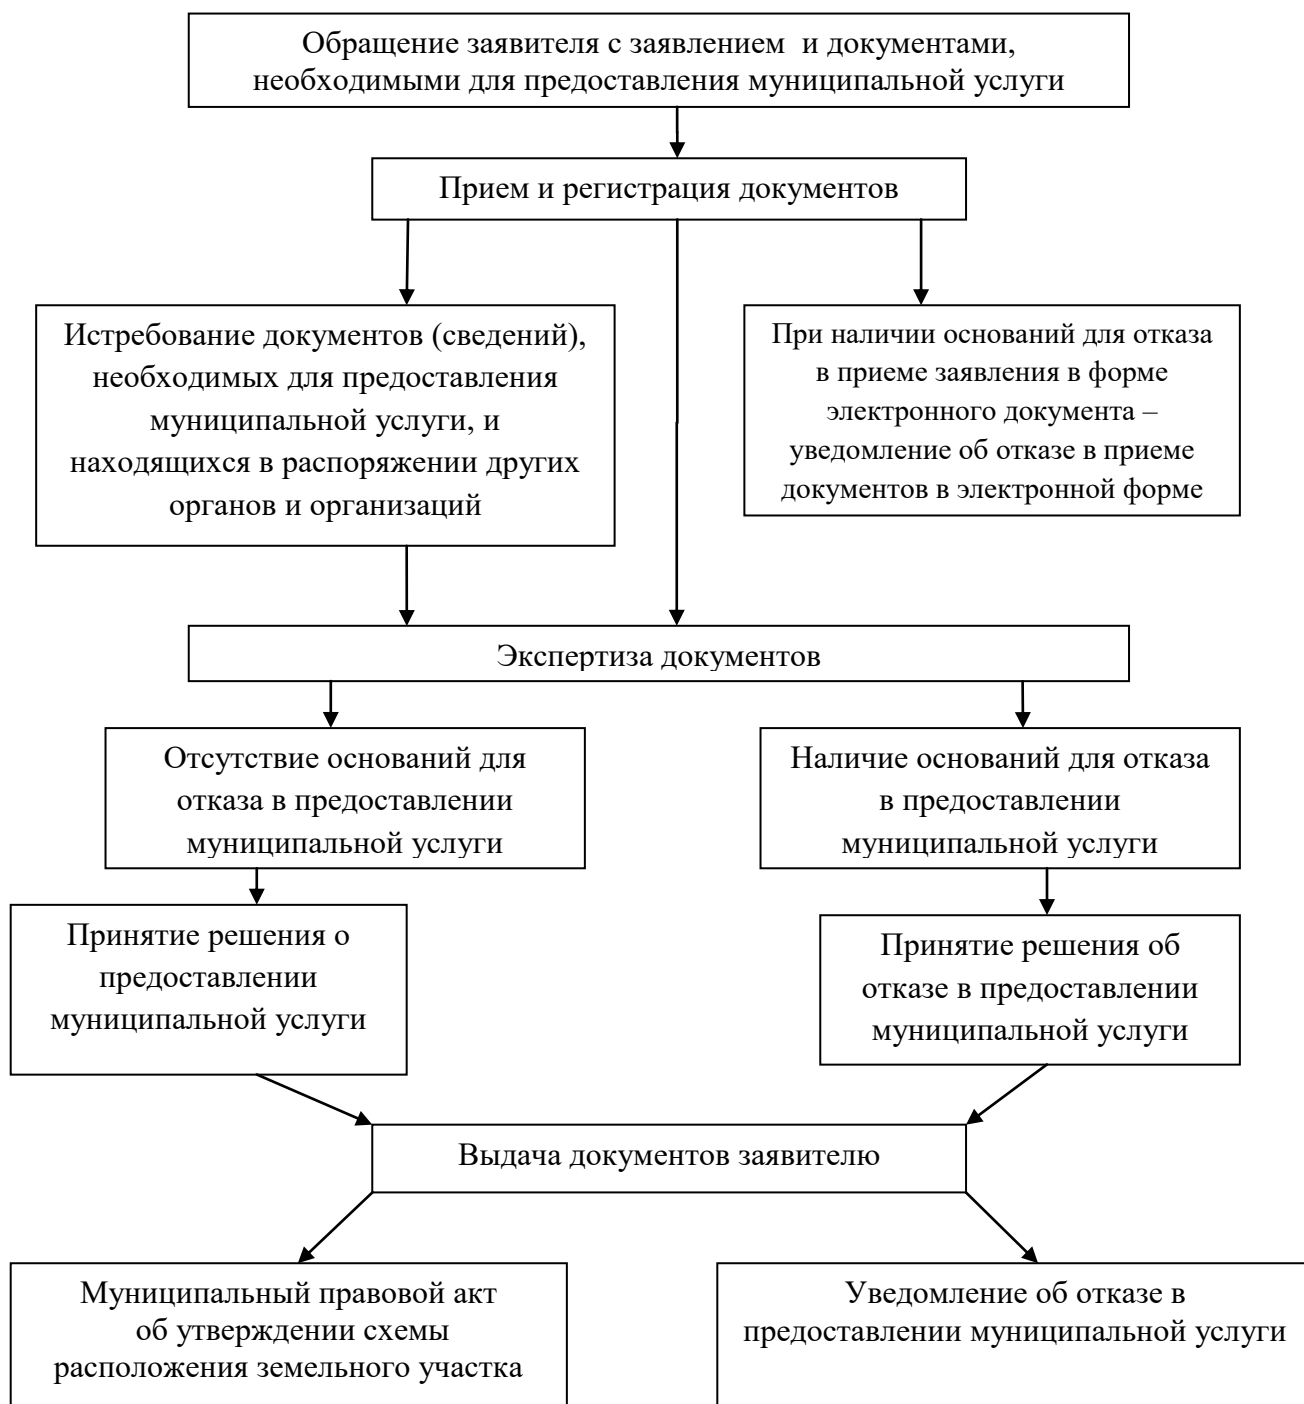 Обращение заявителя с заявлением  и документами,
необходимыми для предоставления муниципальной услуги
Прием и регистрация документов
Истребование документов (сведений),
необходимых для предоставления
муниципальной услуги, и
находящихся в распоряжении других
органов и организаций
При наличии оснований для отказа
в приеме заявления в форме
электронного документа –
уведомление об отказе в приеме
документов в электронной форме
Экспертиза документов
Отсутствие оснований для
отказа в предоставлении
муниципальной услуги
Наличие оснований для отказа
в предоставлении
муниципальной услуги
Принятие решения о
предоставлении
муниципальной услуги
Принятие решения об
отказе в предоставлении
муниципальной услуги
Выдача документов заявителю
Муниципальный правовой акт
об утверждении схемы
расположения земельного участка
Уведомление об отказе в
предоставлении муниципальной услуги